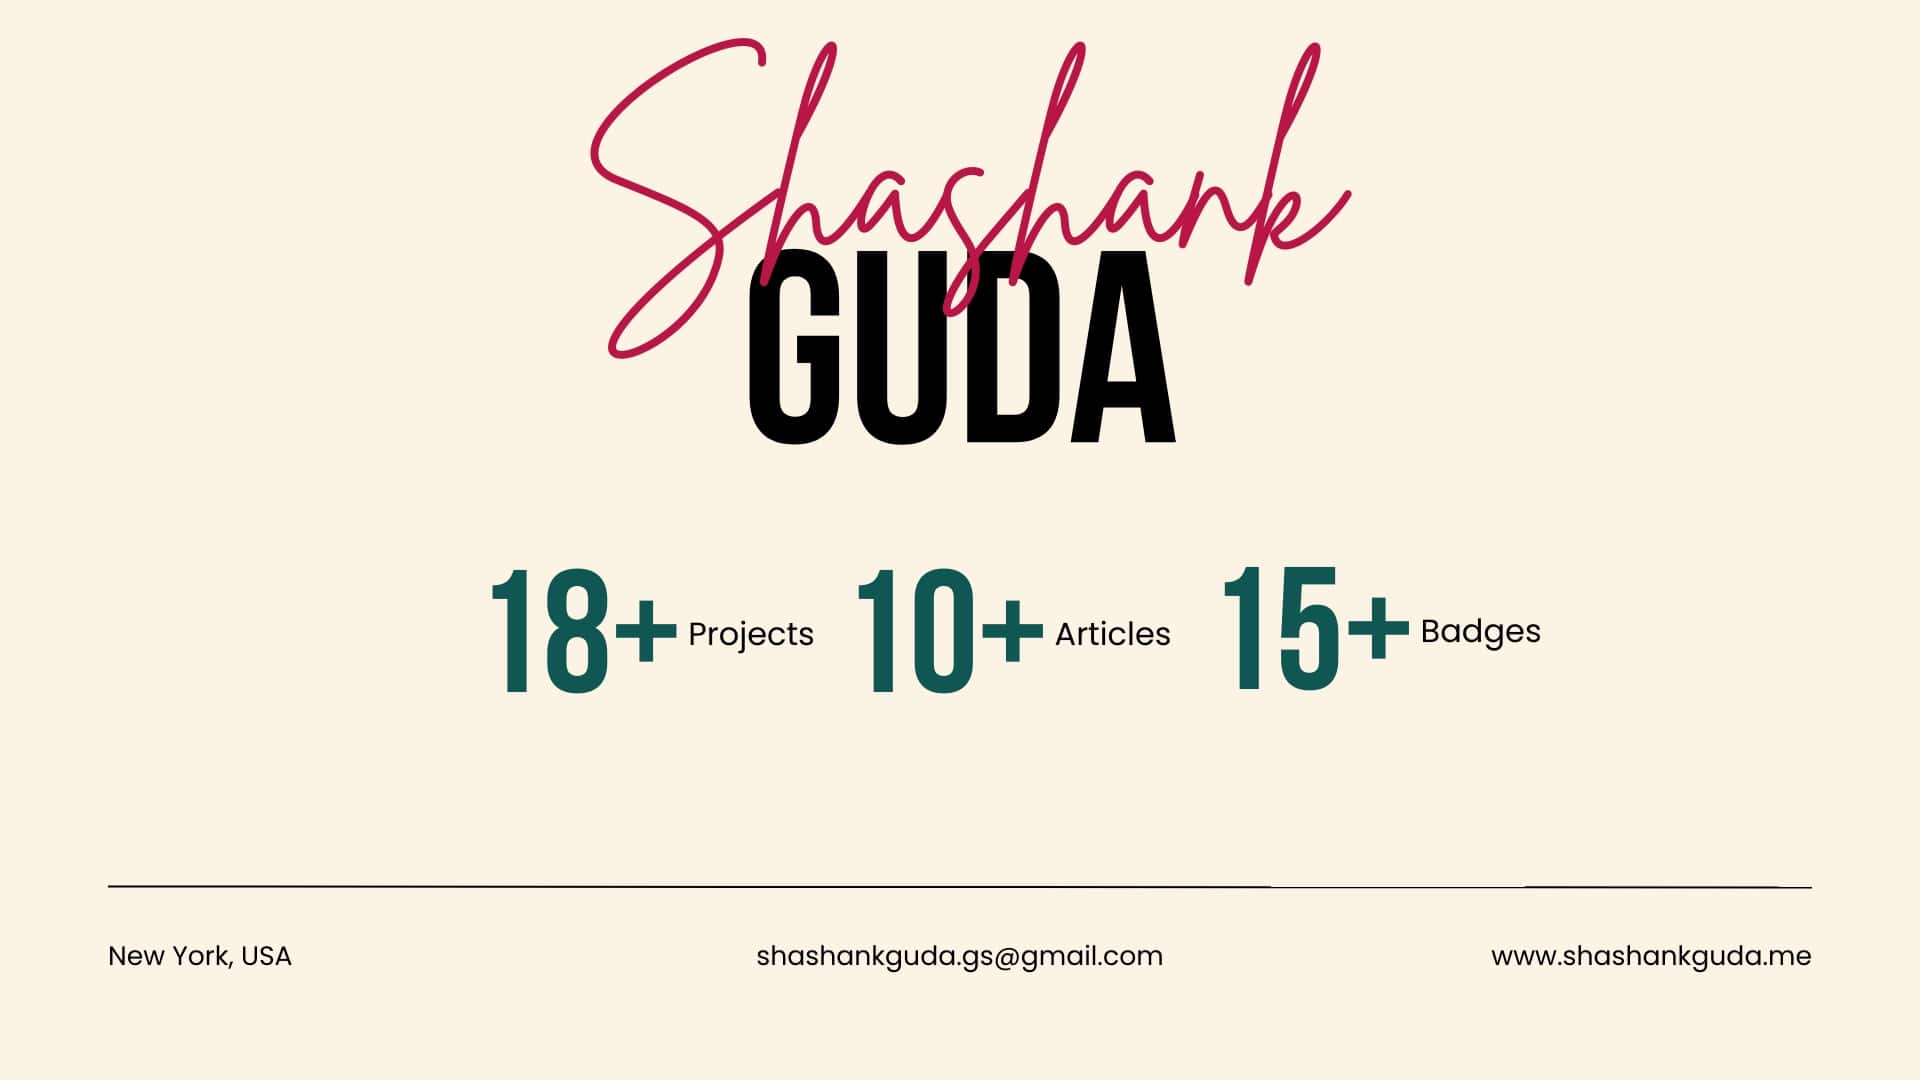 Shashank
GUDA
18+ Projects 10+ Articles 15+ Badges
New York, USA shashankguda.gs@gmail.com www.shashankguda.me